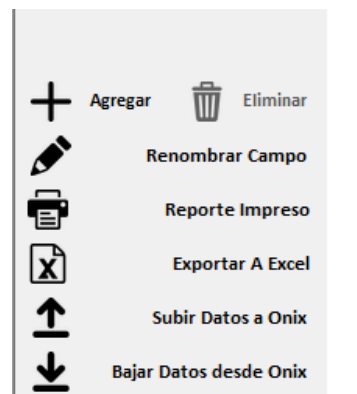 Agregar Eliminar
Renombrar Campo
Reporte Impreso
Exportar A Excel
Subir Datos a Onix
Bajar Datos desde Onix